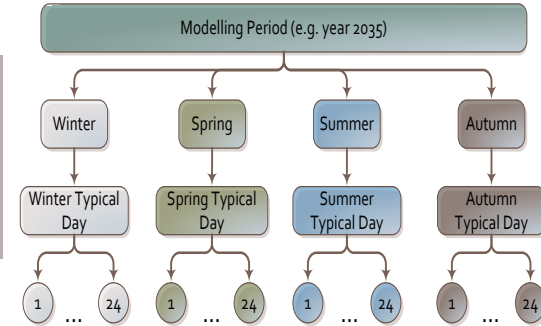 Modelling Period (e.g. year 2035)
Winter
Spring
Summer
Autumn
Winter Typical
Day
Spring Typical
Day
Summer
Typical Day
Autumn
Typical Day
1 ... 24
1 ... 24
1 ... 24
1 ... 24